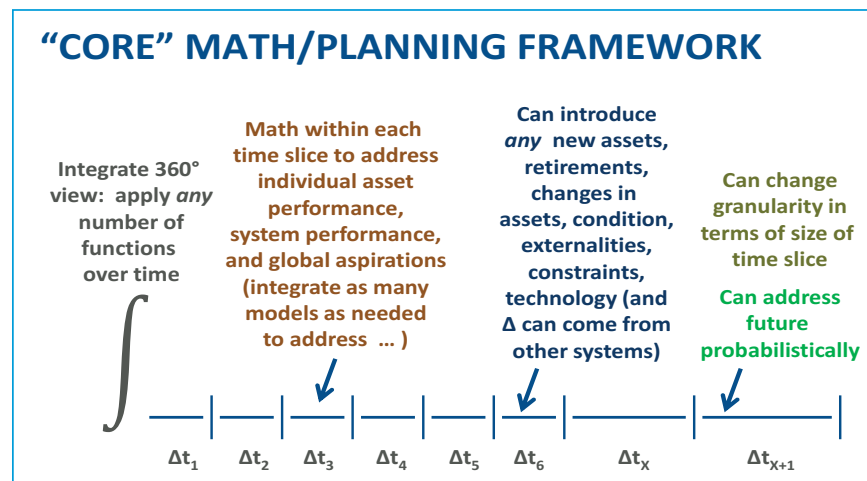 “CORE” MATH/PLANNING FRAMEWORK
Integrate 360°
view:  apply any
number of
functions
over time
∫
Math within each
time slice to address
individual asset
performance,
system performance,
and global aspirations
(integrate as many
models as needed
to address  ... )
Can introduce
any  new assets,
retirements,
changes in
assets, condition,
externalities,
constraints,
technology (and
Δ can come from
other systems)
Can change
granularity in
terms of size of
time slice
Can address
future
probabilistically
Δt₁ Δt₂ Δt₃ Δt₄ Δt₅ Δt₆ Δtₓ Δtₓ₊₁